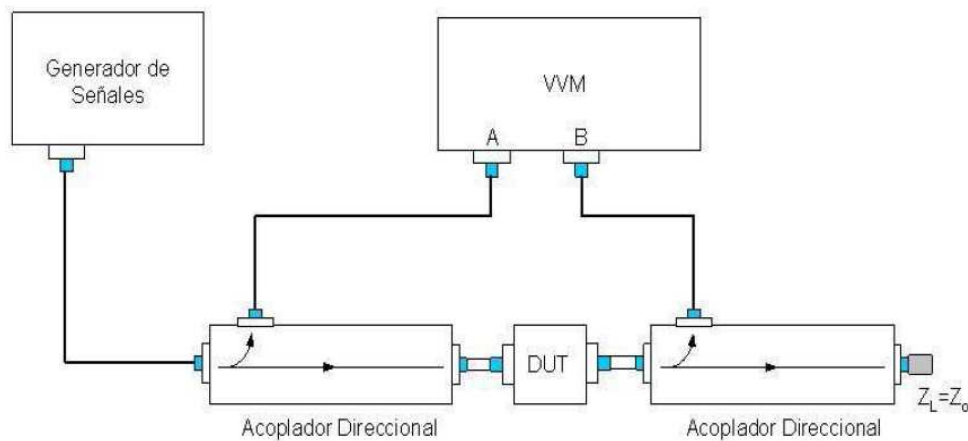 Generador de
Señales
VVM
A
B
DUT
Z_L=Z_o
Acoplador Direccional
Acoplador Direccional